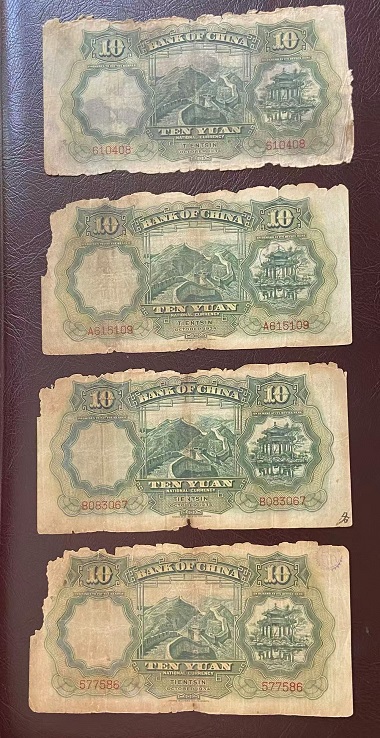 10 BANK OF CHINA 10
TEN YUAN
NATIONAL CURRENCY
TIENTSIN
610408 610408
10 BANK OF CHINA 10
TEN YUAN
NATIONAL CURRENCY
TIENTSIN
A615109 A615109
10 BANK OF CHINA 10
TEN YUAN
NATIONAL CURRENCY
TIENTSIN
B083067 B083067
10 BANK OF CHINA 10
TEN YUAN
NATIONAL CURRENCY
TIENTSIN
577586 577586